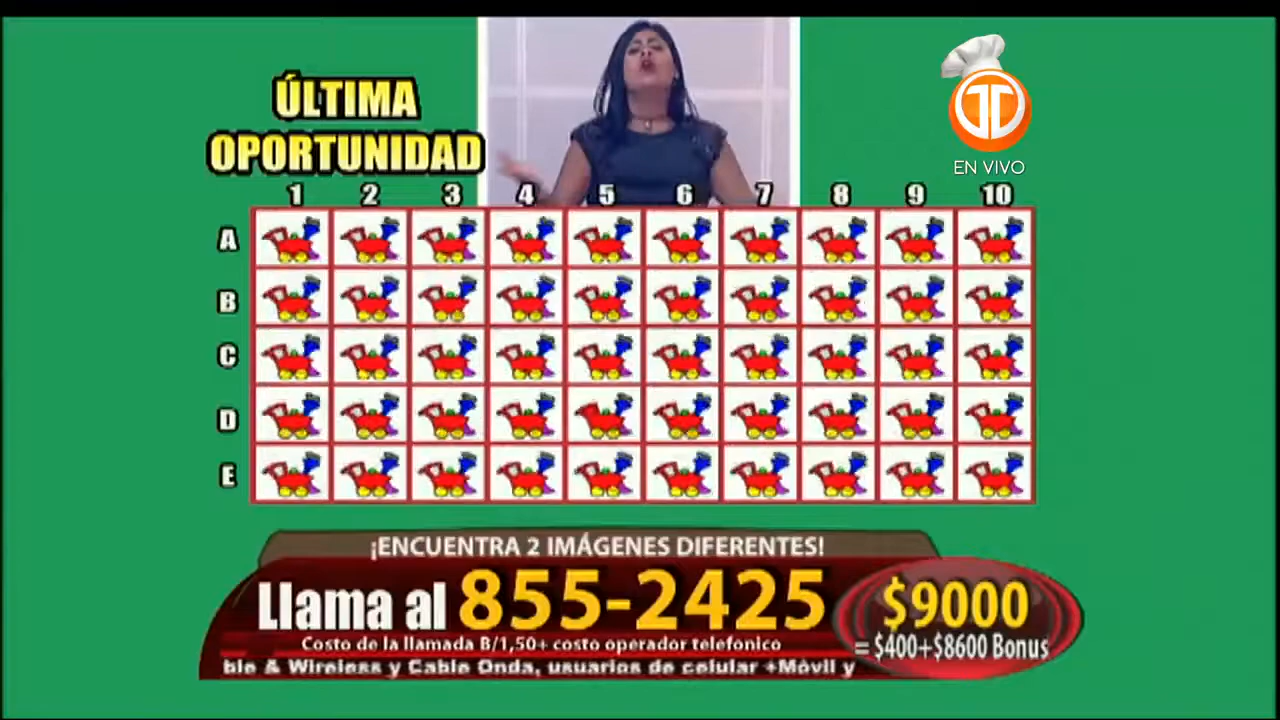 ÚLTIMA
OPORTUNIDAD
EN VIVO
1 2 3 4 5 6 7 8 9 10
A
B
C
D
E
¡ENCUENTRA 2 IMÁGENES DIFERENTES!
Llama al 855-2425
$9000
Costo de la llamada B/1,50+ costo operador telefonico
= $400+$8600 Bonus
ble & Wireless y Cable Onda, usuarios de celular +Móvil y